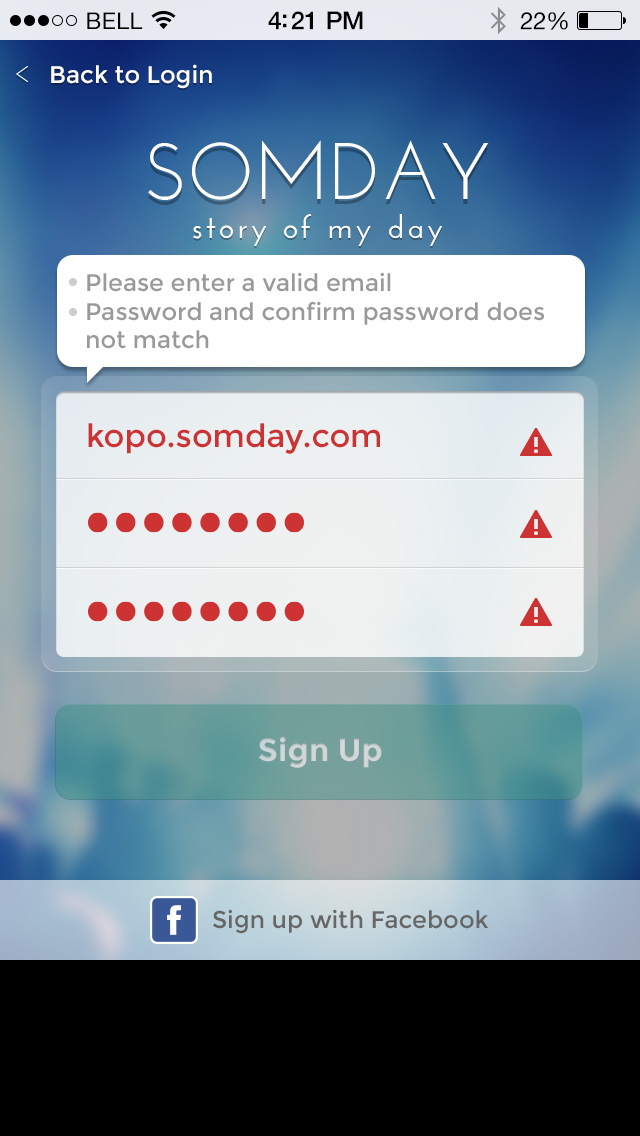 BELL 4:21 PM 22%
< Back to Login
SOMDAY
story of my day
• Please enter a valid email
• Password and confirm password does
not match
kopo.somday.com
●●●●●●●●
●●●●●●●●
Sign Up
f Sign up with Facebook